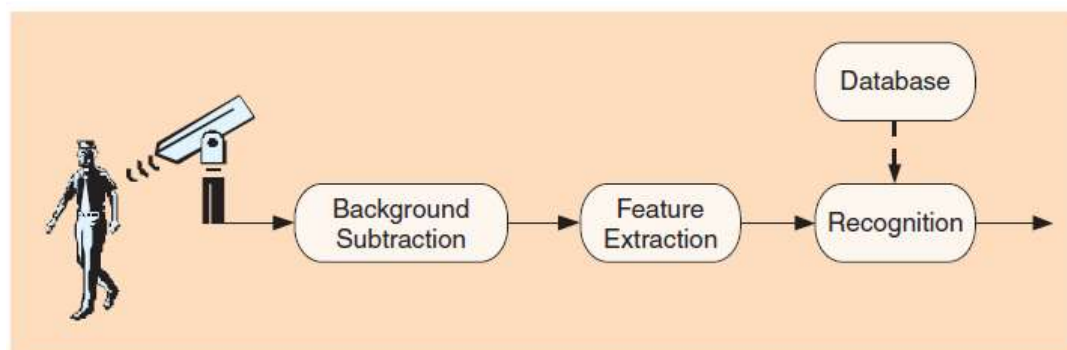 Database
Background
Subtraction
Feature
Extraction
Recognition